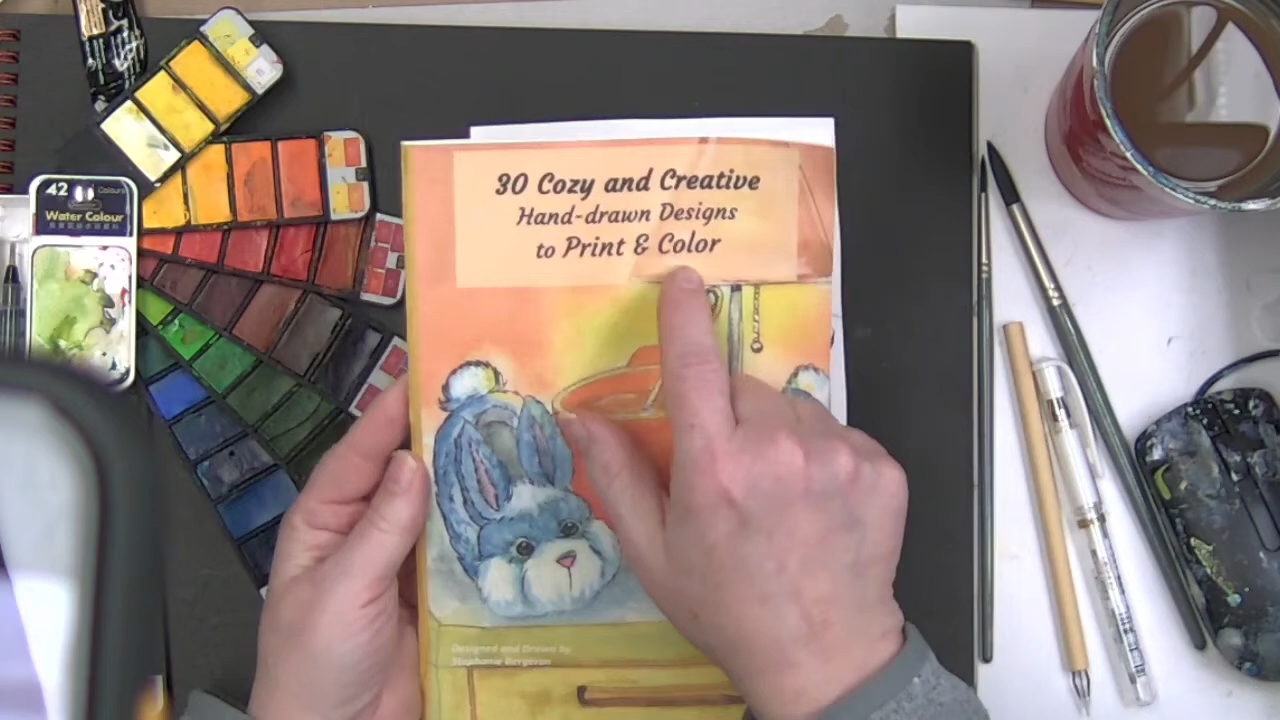 30 Cozy and Creative
Hand-drawn Designs
to Print & Color
42 Colours
Water Colour
Designed and Drawn by
Stephanie Bergeron